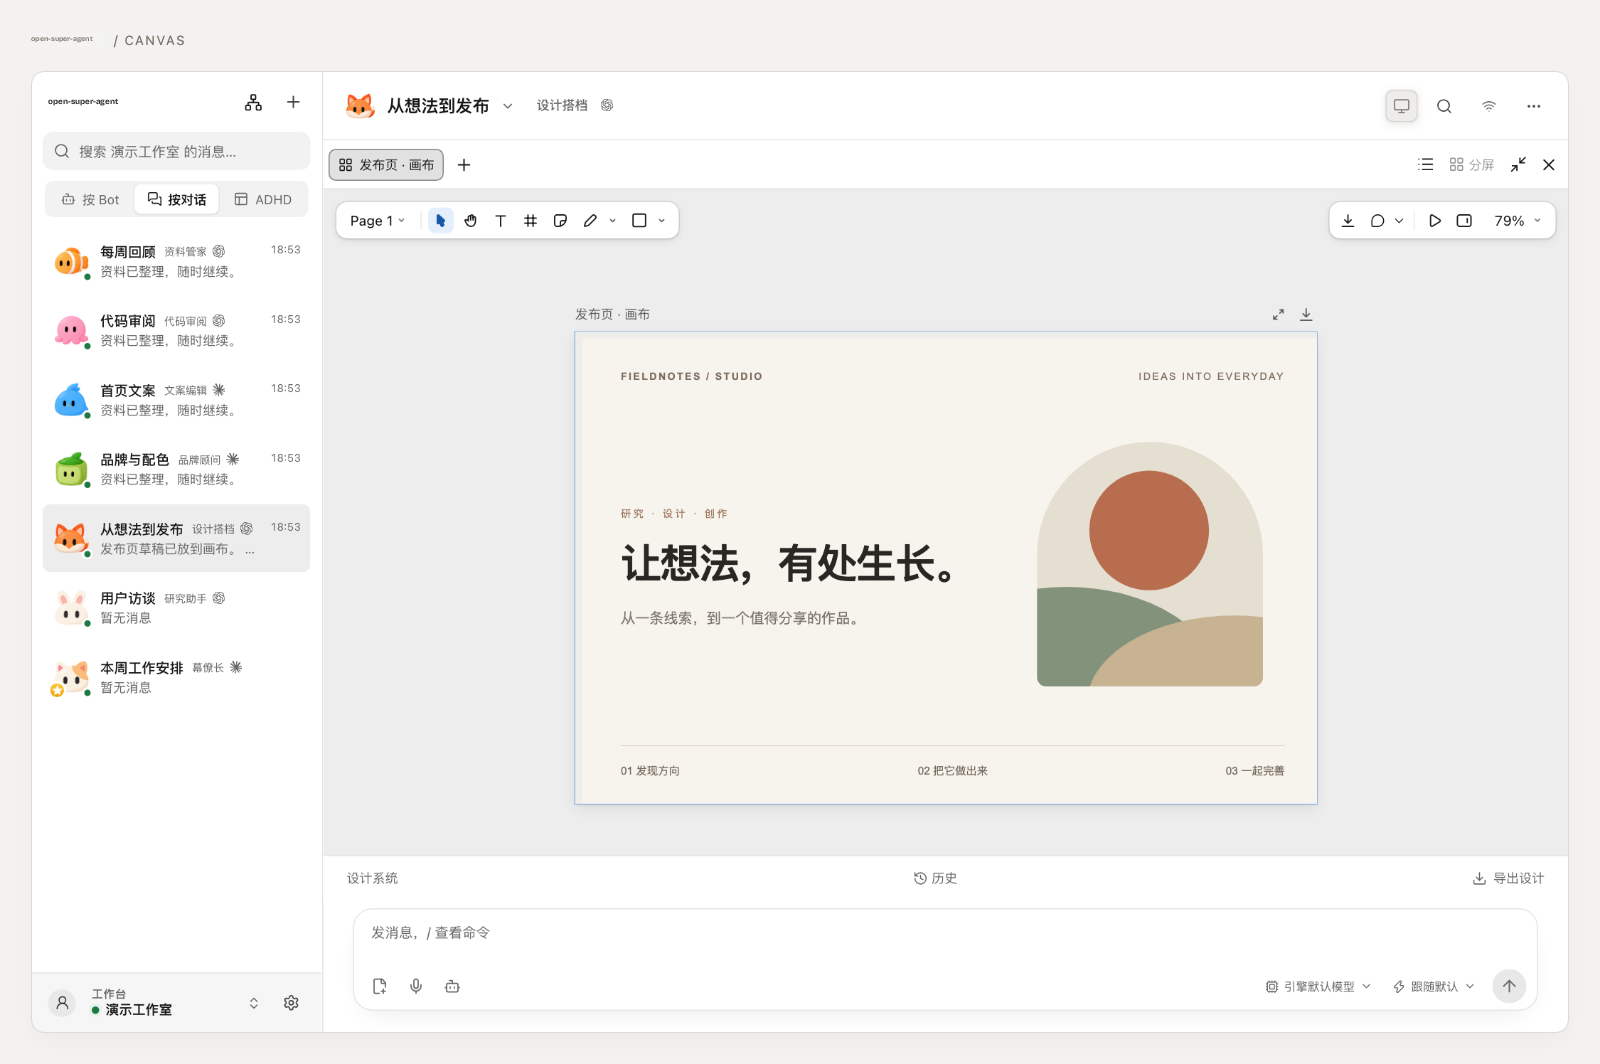 open-super-agent / CANVAS
open-super-agent
搜索 演示工作室 的消息...
按 Bot 按对话 ADHD
每周回顾 资料管家 18:53
资料已整理，随时继续。
代码审阅 代码审阅 18:53
资料已整理，随时继续。
首页文案 文案编辑 18:53
资料已整理，随时继续。
品牌与配色 品牌顾问 18:53
资料已整理，随时继续。
从想法到发布 设计搭档 18:53
发布页草稿已放到画布。 ...
用户访谈 研究助手
暂无消息
本周工作安排 幕僚长
暂无消息
工作台
演示工作室
从想法到发布 设计搭档
发布页 · 画布 分屏
Page 1 79%
发布页 · 画布
FIELDNOTES / STUDIO IDEAS INTO EVERYDAY
研究 · 设计 · 创作
让想法，有处生长。
从一条线索，到一个值得分享的作品。
01 发现方向 02 把它做出来 03 一起完善
设计系统 历史 导出设计
发消息，/ 查看命令
引擎默认模型 跟随默认